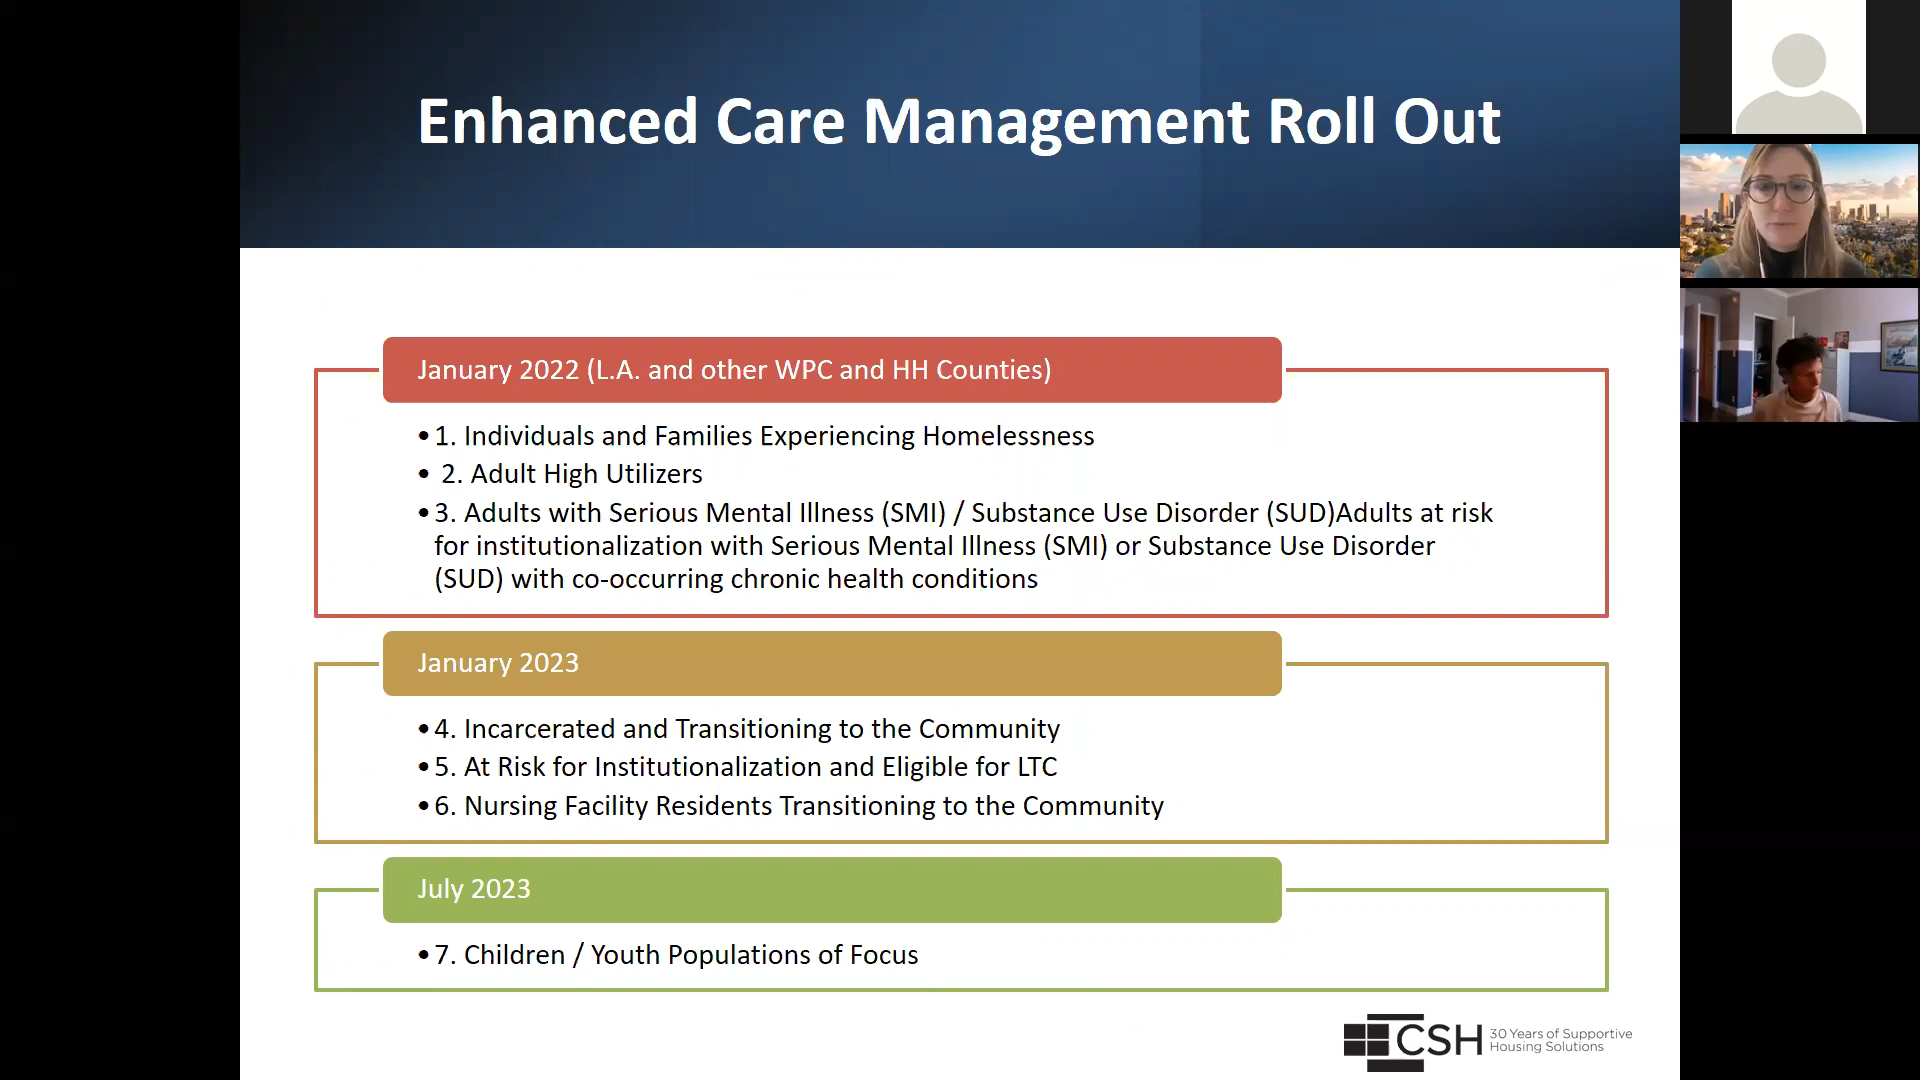 Enhanced Care Management Roll Out
January 2022 (L.A. and other WPC and HH Counties)
•1. Individuals and Families Experiencing Homelessness
• 2. Adult High Utilizers
•3. Adults with Serious Mental Illness (SMI) / Substance Use Disorder (SUD)Adults at risk
for institutionalization with Serious Mental Illness (SMI) or Substance Use Disorder
(SUD) with co-occurring chronic health conditions
January 2023
•4. Incarcerated and Transitioning to the Community
•5. At Risk for Institutionalization and Eligible for LTC
•6. Nursing Facility Residents Transitioning to the Community
July 2023
•7. Children / Youth Populations of Focus
CSH
30 Years of Supportive
Housing Solutions